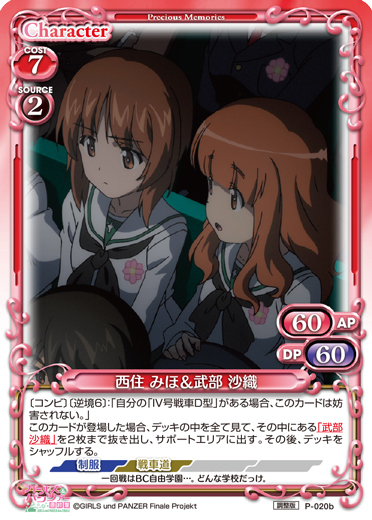 Precious Memories
Character
COST
7
SOURCE
2
60 AP
DP 60
西住 みほ&武部 沙織
［コンビ］〔逆境6〕:「自分の「Ⅳ号戦車D型」がある場合、このカードは妨
害されない。」
このカードが登場した場合、デッキの中を全て見て、その中にある「武部
沙織」を2枚まで抜き出し、サポートエリアに出す。その後、デッキを
シャッフルする。
制服 戦車道
一回戦はBC自由学園…。どんな学校だっけ。
©GIRLS und PANZER Finale Projekt 調整版 P-020b